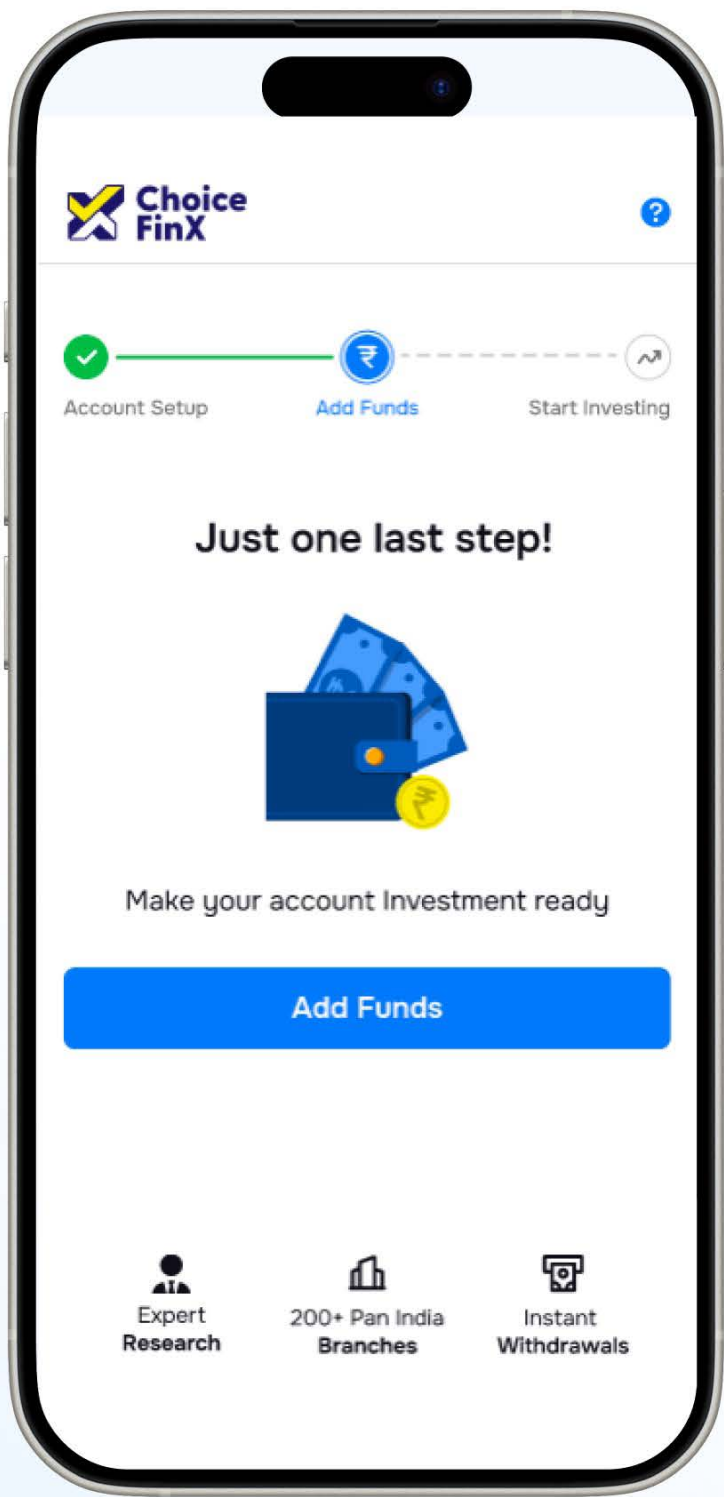 Choice
FinX
?
₹
Account Setup
Add Funds
Start Investing
Just one last step!
₹
Make your account Investment ready
Add Funds
Expert
Research
200+ Pan India
Branches
Instant
Withdrawals